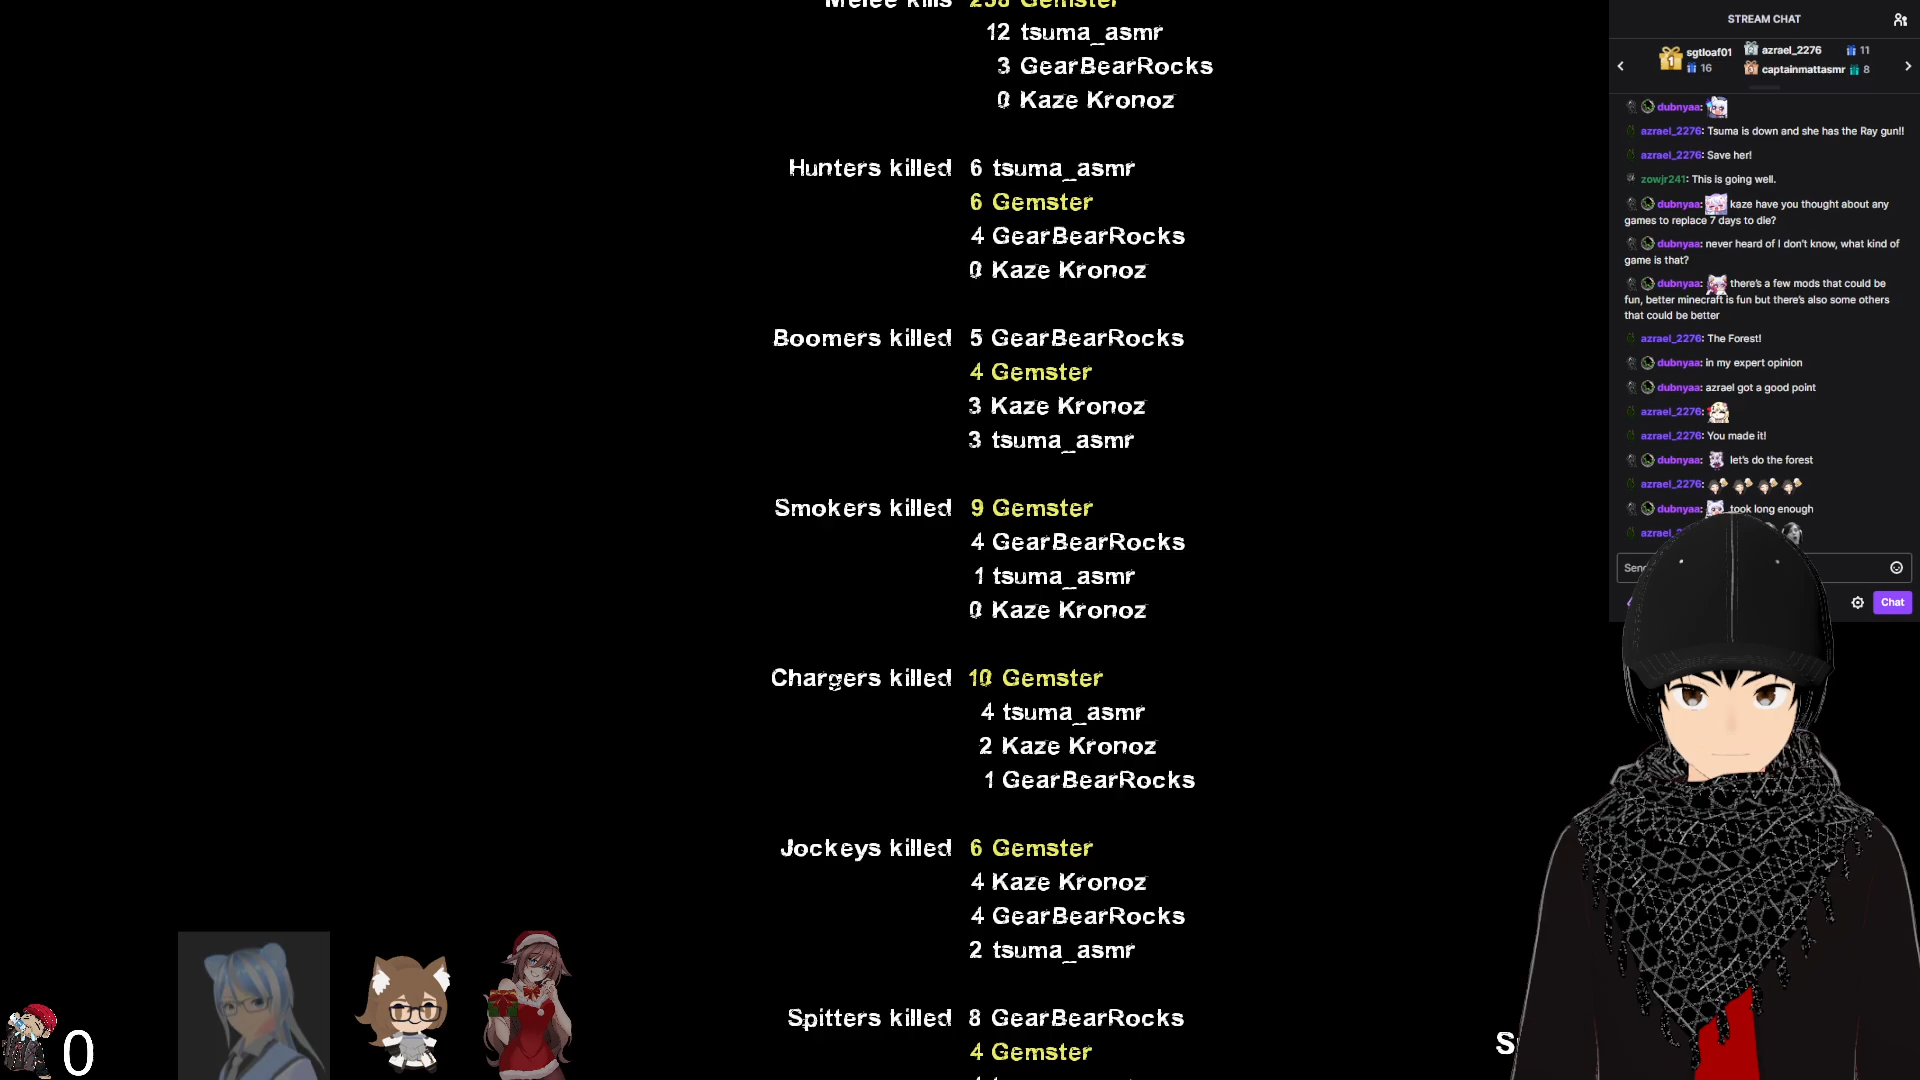 Melee kills 238 Gemster
12 tsuma_asmr
3 GearBearRocks
0 Kaze Kronoz
Hunters killed 6 tsuma_asmr
6 Gemster
4 GearBearRocks
0 Kaze Kronoz
Boomers killed 5 GearBearRocks
4 Gemster
3 Kaze Kronoz
3 tsuma_asmr
Smokers killed 9 Gemster
4 GearBearRocks
1 tsuma_asmr
0 Kaze Kronoz
Chargers killed 10 Gemster
4 tsuma_asmr
2 Kaze Kronoz
1 GearBearRocks
Jockeys killed 6 Gemster
4 Kaze Kronoz
4 GearBearRocks
2 tsuma_asmr
Spitters killed 8 GearBearRocks
4 Gemster
0
STREAM CHAT
1 sgtloaf01 16
azrael_2276 11
captainmattasmr 8
dubnyaa:
azrael_2276: Tsuma is down and she has the Ray gun!!
azrael_2276: Save her!
zowjr241: This is going well.
dubnyaa: kaze have you thought about any
games to replace 7 days to die?
dubnyaa: never heard of I don't know, what kind of
game is that?
dubnyaa: there's a few mods that could be
fun, better minecraft is fun but there's also some others
that could be better
azrael_2276: The Forest!
dubnyaa: in my expert opinion
dubnyaa: azrael got a good point
azrael_2276:
azrael_2276: You made it!
dubnyaa: let's do the forest
azrael_2276:
dubnyaa: took long enough
azrael_2
Chat